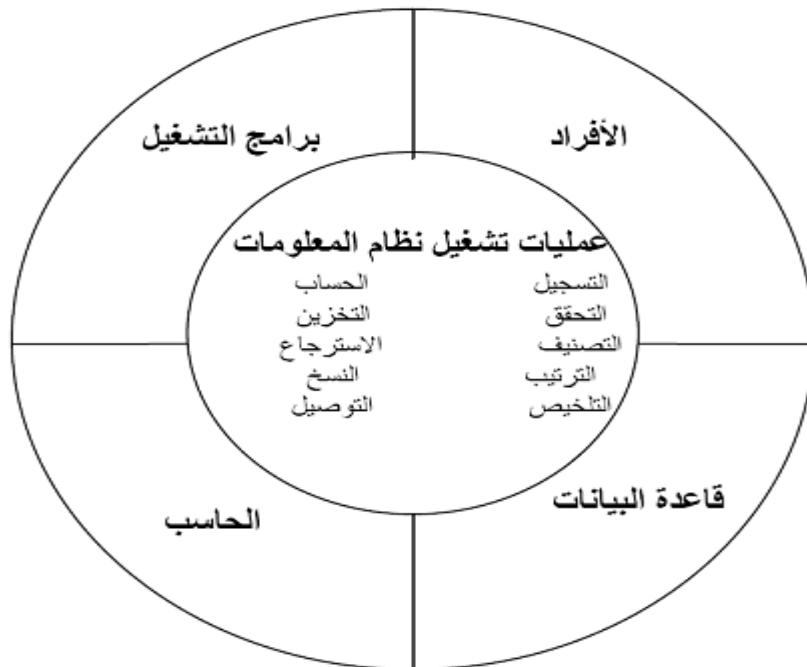 الأفراد
برامج التشغيل
عمليات تشغيل نظام المعلومات
التسجيل الحساب
التحقق التخزين
التصنيف الاسترجاع
الترتيب النسخ
التلخيص التوصيل
قاعدة البيانات
الحاسب